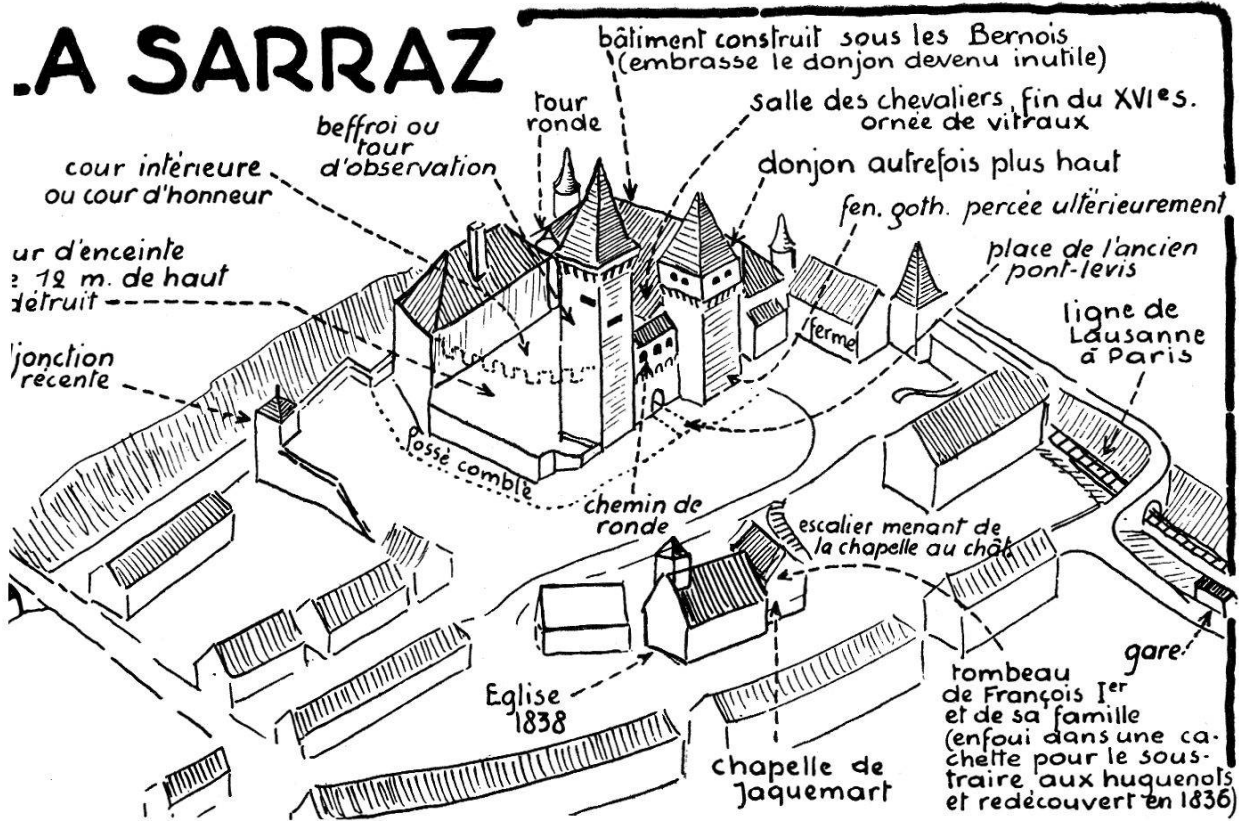 .A SARRAZ
bâtiment construit sous les Bernois
(embrasse le donjon devenu inutile)
tour
ronde
salle des chevaliers, fin du XVIe s.
ornée de vitraux
beffroi ou
tour
d'observation
cour intérieure
ou cour d'honneur
donjon autrefois plus haut
fen. goth. percée ultérieurement
place de l'ancien
pont-levis
ur d'enceinte
e 12 m. de haut
détruit
ligne de
Lausanne
à Paris
ferme
jonction
récente
fossé comblé
chemin de
ronde
escalier menant de
la chapelle au chât.
gare
Eglise
1838
tombeau
de François Ier
et de sa famille
(enfoui dans une ca-
chette pour le sous-
traire aux huguenots
et redécouvert en 1836)
chapelle de
Jaquemart